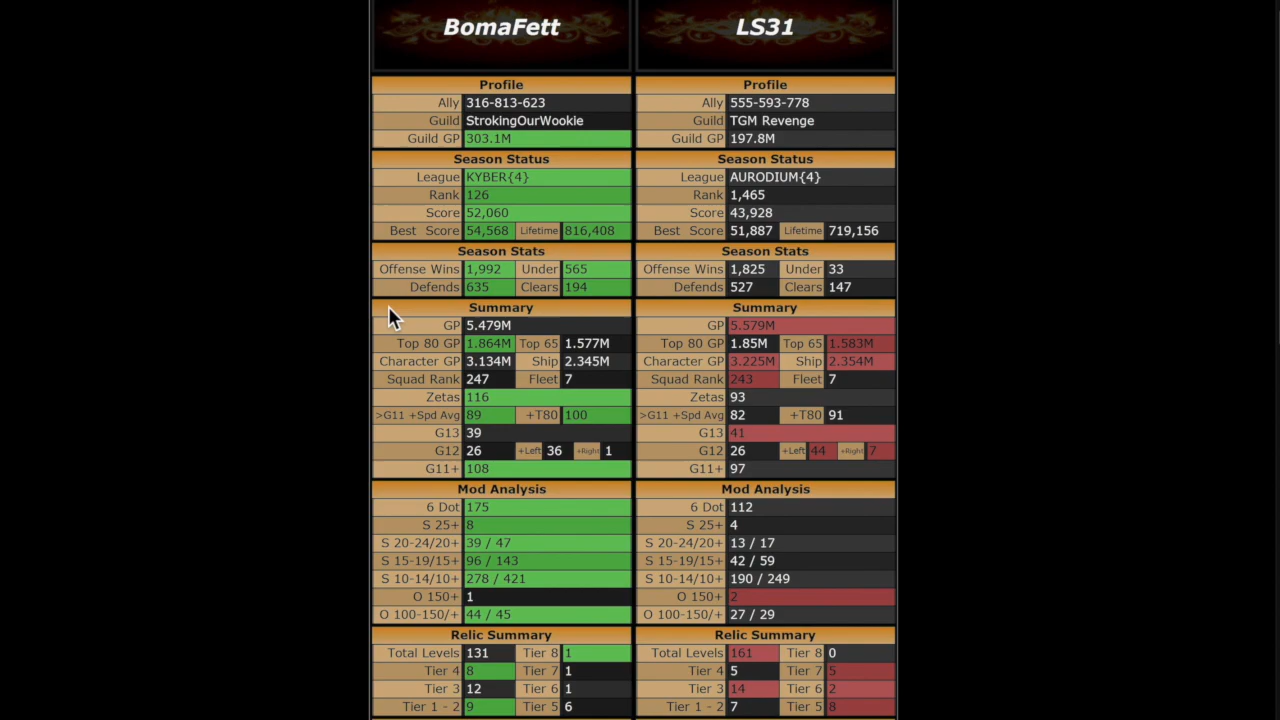 BomaFett LS31
Profile Profile
Ally 316-813-623 Ally 555-593-778
Guild StrokingOurWookie Guild TGM Revenge
Guild GP 303.1M Guild GP 197.8M
Season Status Season Status
League KYBER{4} League AURODIUM{4}
Rank 126 Rank 1,465
Score 52,060 Score 43,928
Best Score 54,568 Lifetime 816,408 Best Score 51,887 Lifetime 719,156
Season Stats Season Stats
Offense Wins 1,992 Under 565 Offense Wins 1,825 Under 33
Defends 635 Clears 194 Defends 527 Clears 147
Summary Summary
GP 5.479M GP 5.579M
Top 80 GP 1.864M Top 65 1.577M Top 80 GP 1.85M Top 65 1.583M
Character GP 3.134M Ship 2.345M Character GP 3.225M Ship 2.354M
Squad Rank 247 Fleet 7 Squad Rank 243 Fleet 7
Zetas 116 Zetas 93
>G11 +Spd Avg 89 +T80 100 >G11 +Spd Avg 82 +T80 91
G13 39 G13 41
G12 26 +Left 36 +Right 1 G12 26 +Left 44 +Right 7
G11+ 108 G11+ 97
Mod Analysis Mod Analysis
6 Dot 175 6 Dot 112
S 25+ 8 S 25+ 4
S 20-24/20+ 39 / 47 S 20-24/20+ 13 / 17
S 15-19/15+ 96 / 143 S 15-19/15+ 42 / 59
S 10-14/10+ 278 / 421 S 10-14/10+ 190 / 249
O 150+ 1 O 150+ 2
O 100-150/+ 44 / 45 O 100-150/+ 27 / 29
Relic Summary Relic Summary
Total Levels 131 Tier 8 1 Total Levels 161 Tier 8 0
Tier 4 8 Tier 7 1 Tier 4 5 Tier 7 5
Tier 3 12 Tier 6 1 Tier 3 14 Tier 6 2
Tier 1 - 2 9 Tier 5 6 Tier 1 - 2 7 Tier 5 8